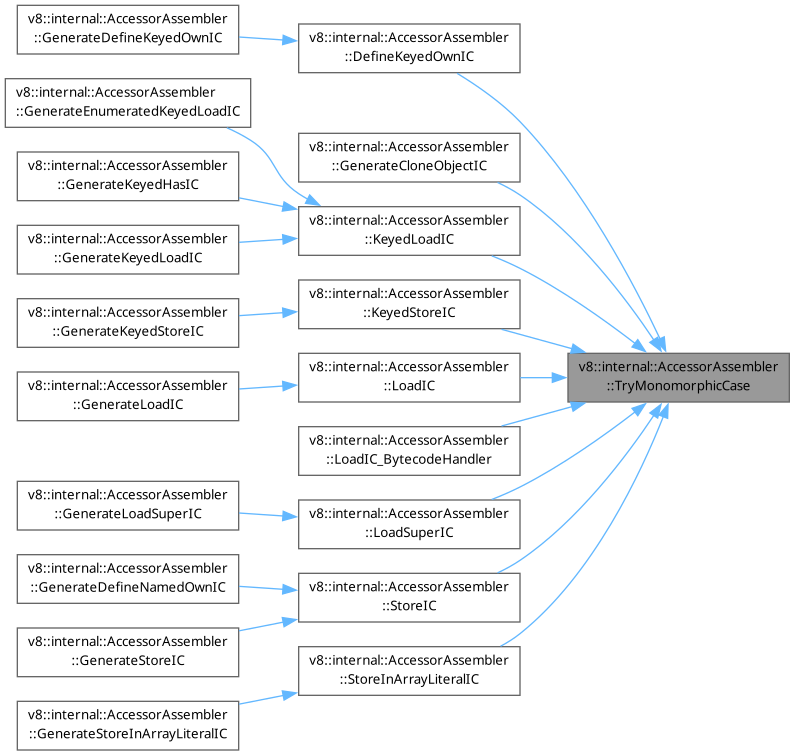 v8::internal::AccessorAssembler
::GenerateDefineKeyedOwnIC
v8::internal::AccessorAssembler
::DefineKeyedOwnIC
v8::internal::AccessorAssembler
::GenerateEnumeratedKeyedLoadIC
v8::internal::AccessorAssembler
::GenerateCloneObjectIC
v8::internal::AccessorAssembler
::GenerateKeyedHasIC
v8::internal::AccessorAssembler
::KeyedLoadIC
v8::internal::AccessorAssembler
::GenerateKeyedLoadIC
v8::internal::AccessorAssembler
::KeyedStoreIC
v8::internal::AccessorAssembler
::GenerateKeyedStoreIC
v8::internal::AccessorAssembler
::LoadIC
v8::internal::AccessorAssembler
::TryMonomorphicCase
v8::internal::AccessorAssembler
::GenerateLoadIC
v8::internal::AccessorAssembler
::LoadIC_BytecodeHandler
v8::internal::AccessorAssembler
::GenerateLoadSuperIC
v8::internal::AccessorAssembler
::LoadSuperIC
v8::internal::AccessorAssembler
::GenerateDefineNamedOwnIC
v8::internal::AccessorAssembler
::StoreIC
v8::internal::AccessorAssembler
::GenerateStoreIC
v8::internal::AccessorAssembler
::StoreInArrayLiteralIC
v8::internal::AccessorAssembler
::GenerateStoreInArrayLiteralIC